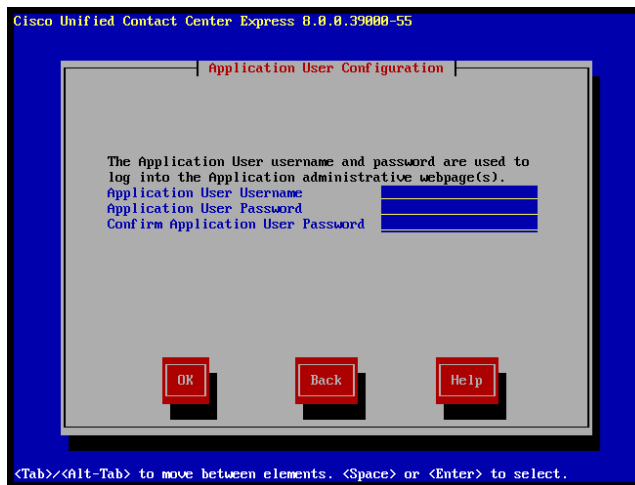 Cisco Unified Contact Center Express 8.0.0.39000-55
Application User Configuration
The Application User username and password are used to
log into the Application administrative webpage(s).
Application User Username
Application User Password
Confirm Application User Password
OK
Back
Help
<Tab>/<Alt-Tab> to move between elements. <Space> or <Enter> to select.